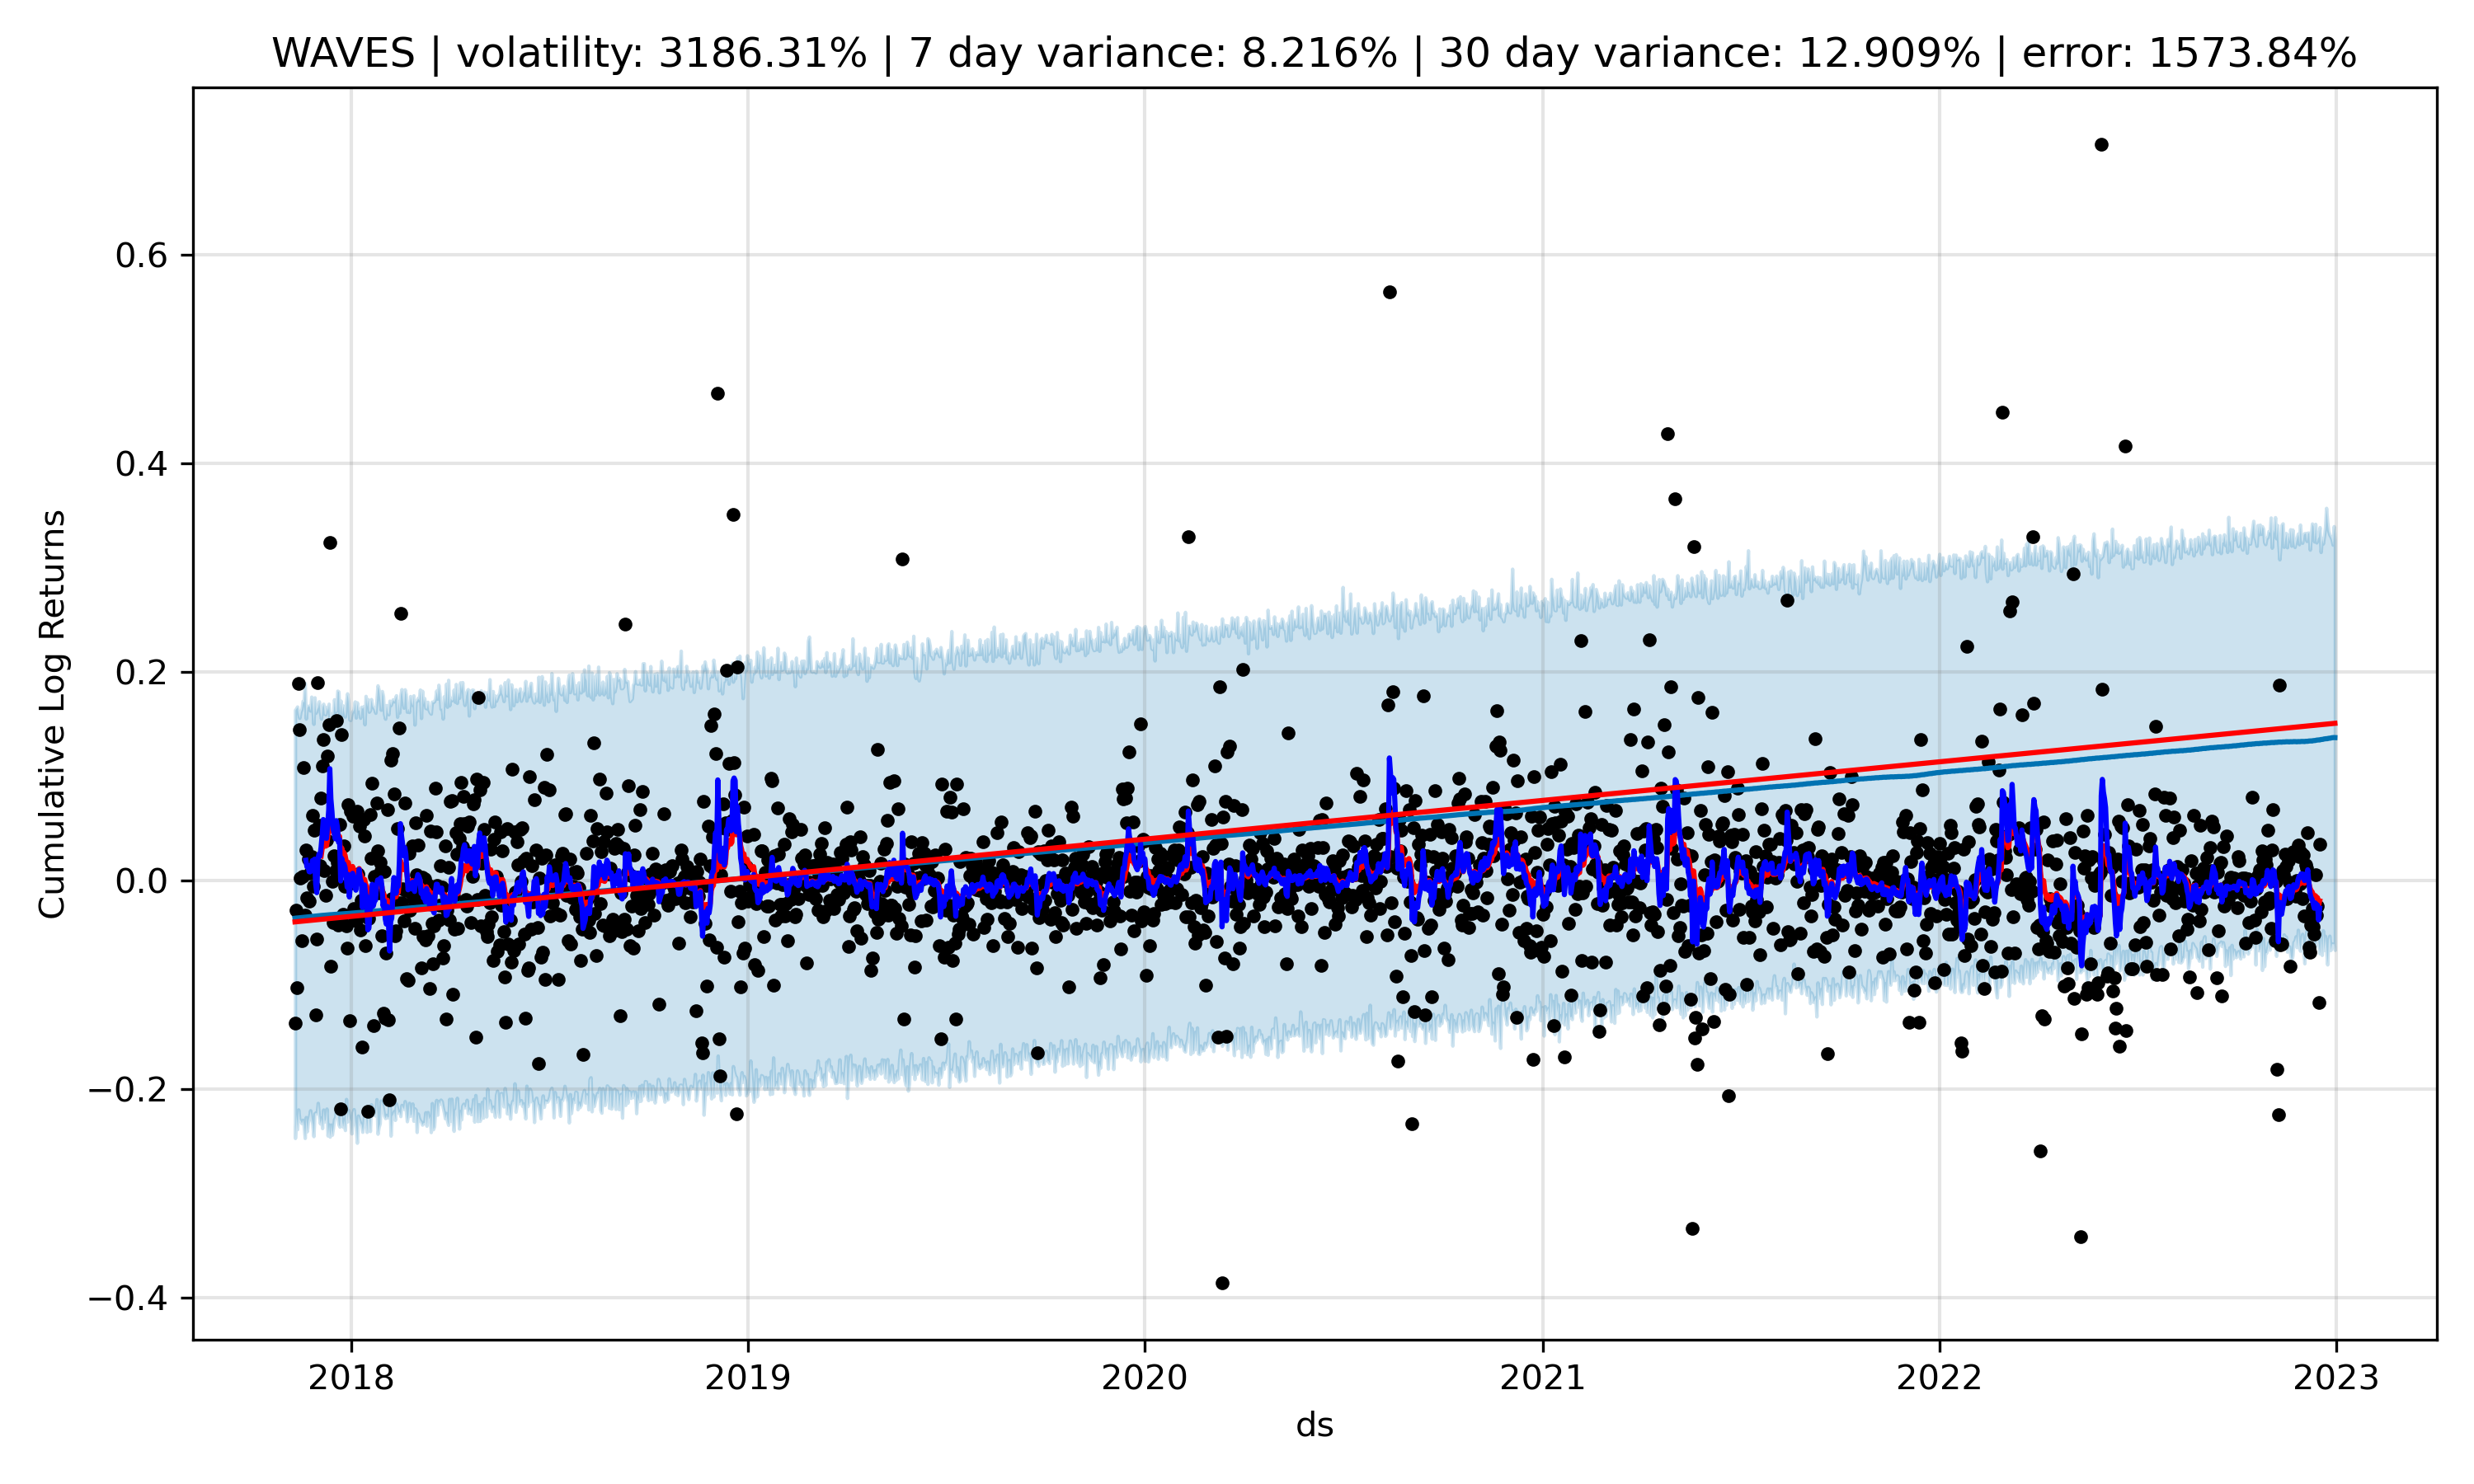 WAVES | volatility: 3186.31% | 7 day variance: 8.216% | 30 day variance: 12.909% | error: 1573.84%
Cumulative Log Returns
0.6
0.4
0.2
0.0
−0.2
−0.4
2018 2019 2020 2021 2022 2023
ds